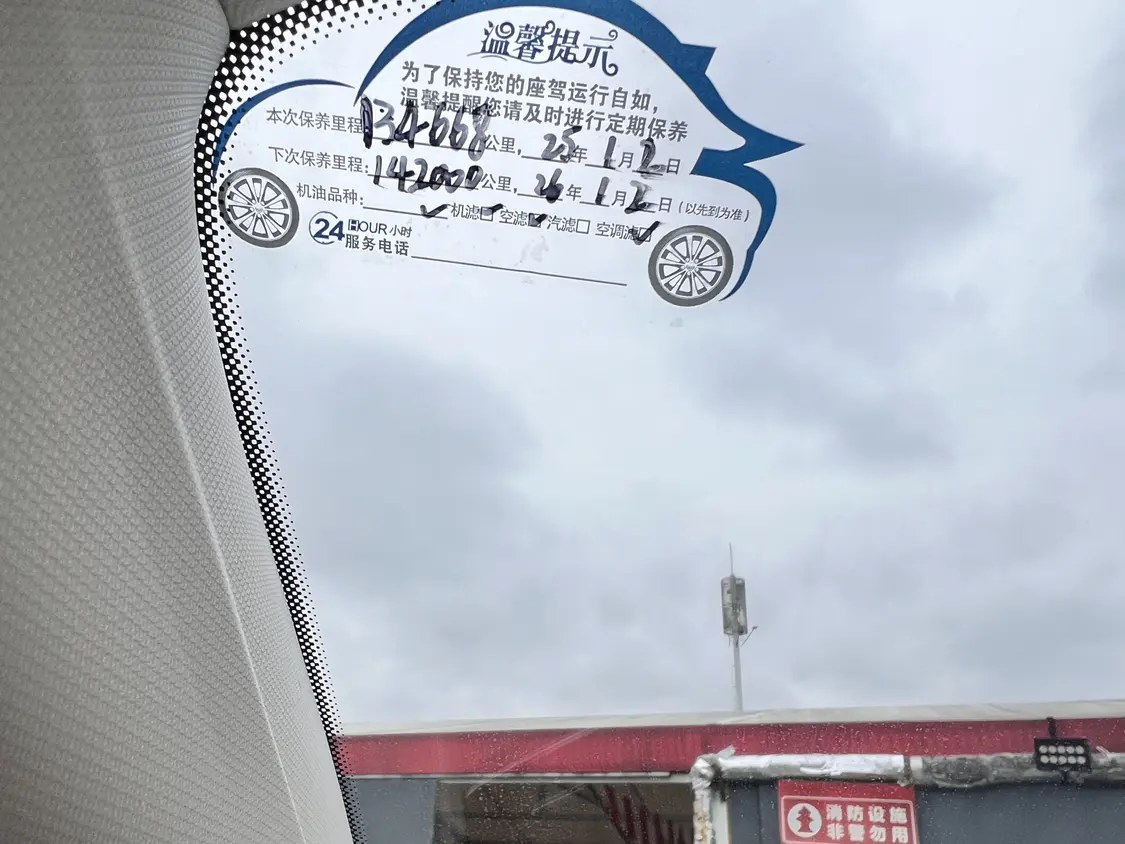 温馨提示
为了保持您的座驾运行自如，
温馨提醒您请及时进行定期保养
本次保养里程 134668 公里， 25 年 1 月 2 日
下次保养里程： 142000 公里， 26 年 1 月 2 日（以先到为准）
机油品种： ✓ 机滤☑ 空滤☑ 汽滤□ 空调滤☑
24 HOUR 小时
服务电话
消防设施
非警勿用